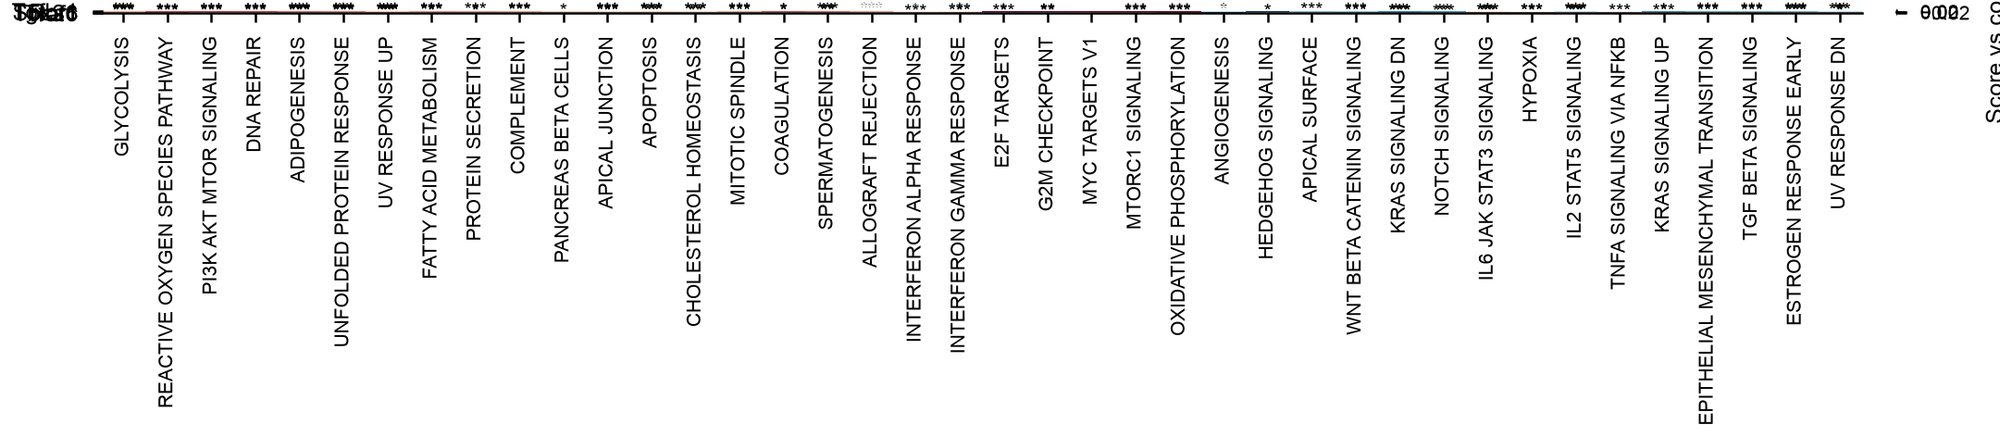 GLYCOLYSIS
REACTIVE OXYGEN SPECIES PATHWAY
PI3K AKT MTOR SIGNALING
DNA REPAIR
ADIPOGENESIS
UNFOLDED PROTEIN RESPONSE
UV RESPONSE UP
FATTY ACID METABOLISM
PROTEIN SECRETION
COMPLEMENT
PANCREAS BETA CELLS
APICAL JUNCTION
APOPTOSIS
CHOLESTEROL HOMEOSTASIS
MITOTIC SPINDLE
COAGULATION
SPERMATOGENESIS
ALLOGRAFT REJECTION
INTERFERON ALPHA RESPONSE
INTERFERON GAMMA RESPONSE
E2F TARGETS
G2M CHECKPOINT
MYC TARGETS V1
MTORC1 SIGNALING
OXIDATIVE PHOSPHORYLATION
ANGIOGENESIS
HEDGEHOG SIGNALING
APICAL SURFACE
WNT BETA CATENIN SIGNALING
KRAS SIGNALING DN
NOTCH SIGNALING
IL6 JAK STAT3 SIGNALING
HYPOXIA
IL2 STAT5 SIGNALING
TNFA SIGNALING VIA NFKB
KRAS SIGNALING UP
EPITHELIAL MESENCHYMAL TRANSITION
TGF BETA SIGNALING
ESTROGEN RESPONSE EARLY
UV RESPONSE DN
Score vs co